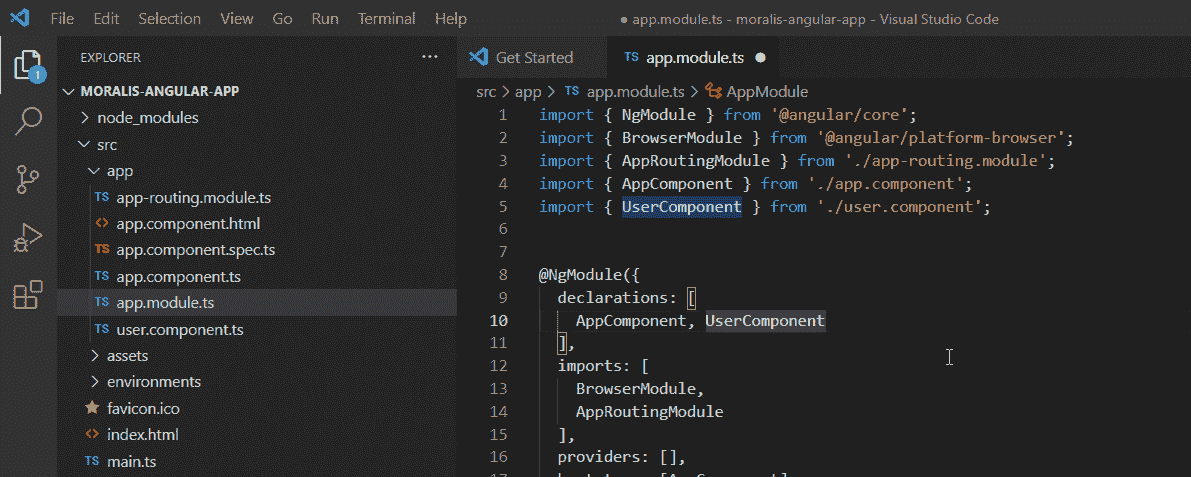 File Edit Selection View Go Run Terminal Help ● app.module.ts - moralis-angular-app - Visual Studio Code
EXPLORER ...
1
MORALIS-ANGULAR-APP
node_modules
src
app
TS app-routing.module.ts
<> app.component.html
TS app.component.spec.ts
TS app.component.ts
TS app.module.ts
TS user.component.ts
assets
environments
favicon.ico
<> index.html
TS main.ts
Get Started TS app.module.ts ●
src > app > TS app.module.ts > AppModule
1 import { NgModule } from '@angular/core';
2 import { BrowserModule } from '@angular/platform-browser';
3 import { AppRoutingModule } from './app-routing.module';
4 import { AppComponent } from './app.component';
5 import { UserComponent } from './user.component';
6
7
8 @NgModule({
9 declarations: [
10 AppComponent, UserComponent
11 ],
12 imports: [
13 BrowserModule,
14 AppRoutingModule
15 ],
16 providers: [],